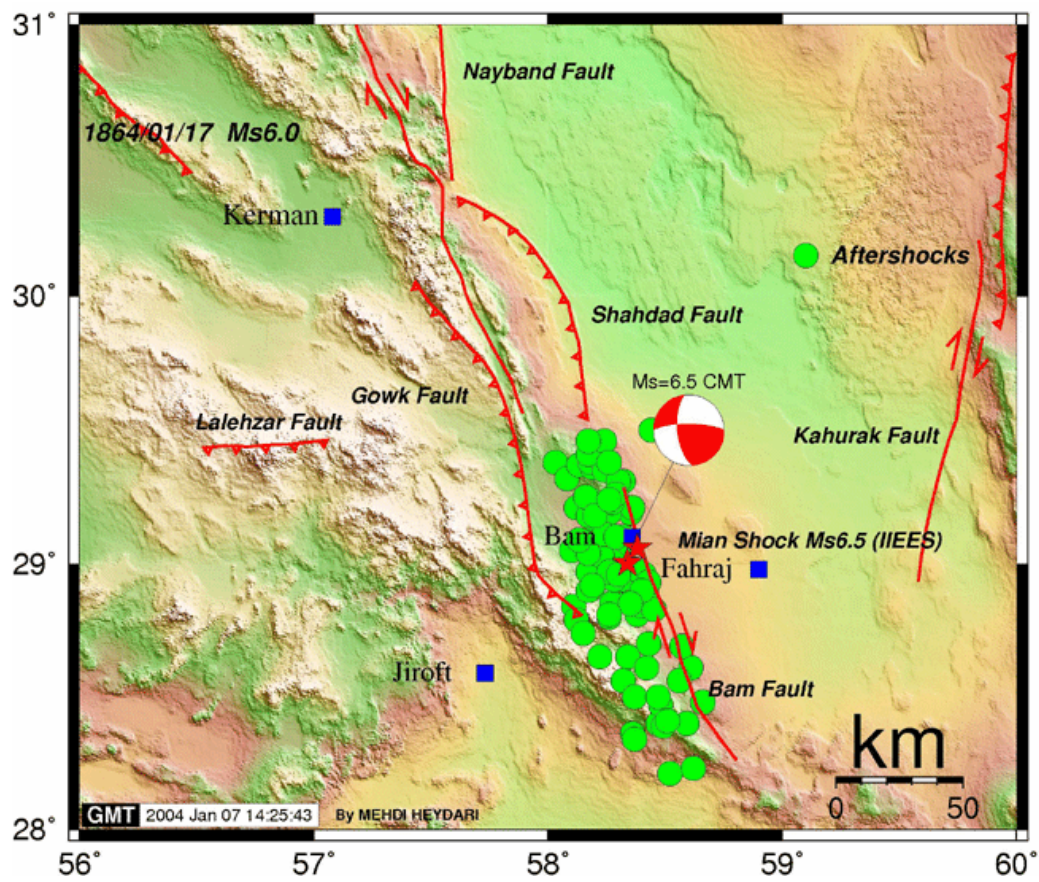 31°
Nayband Fault
1864/01/17 Ms6.0
Kerman
Aftershocks
30°
Shahdad Fault
Ms=6.5 CMT
Gowk Fault
Lalehzar Fault
Kahurak Fault
Bam
Mian Shock Ms6.5 (IIEES)
29°
Fahraj
Jiroft
Bam Fault
km
0 50
GMT 2004 Jan 07 14:25:43 By MEHDI HEYDARI
28°
56° 57° 58° 59° 60°